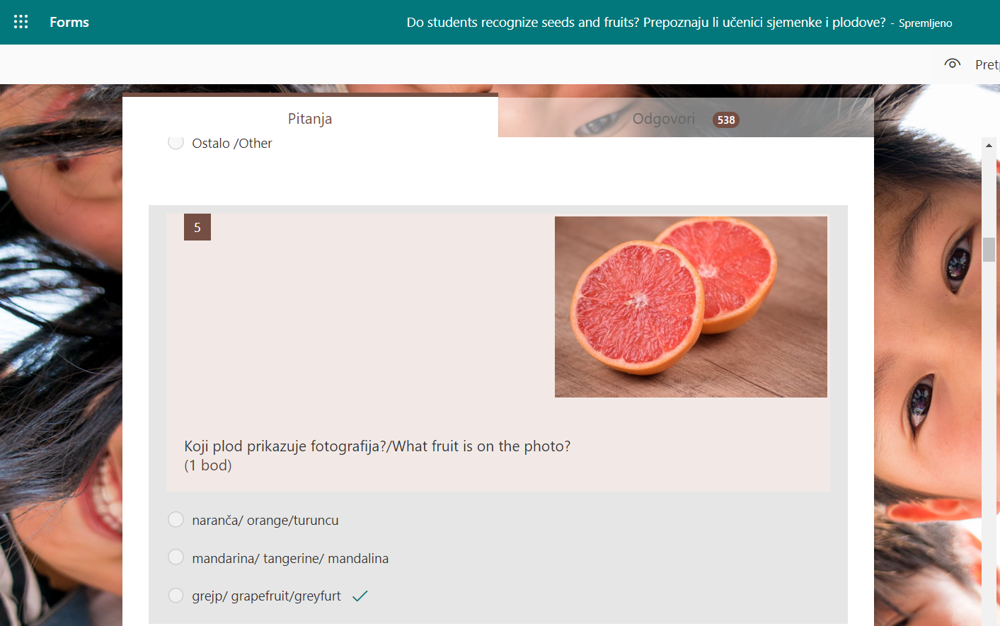 Forms
Do students recognize seeds and fruits? Prepoznaju li učenici sjemenke i plodove? - Spremljeno
Pitanja
Odgovori 538
Ostalo /Other
5
Koji plod prikazuje fotografija?/What fruit is on the photo?
(1 bod)
naranča/ orange/turuncu
mandarina/ tangerine/ mandalina
grejp/ grapefruit/greyfurt